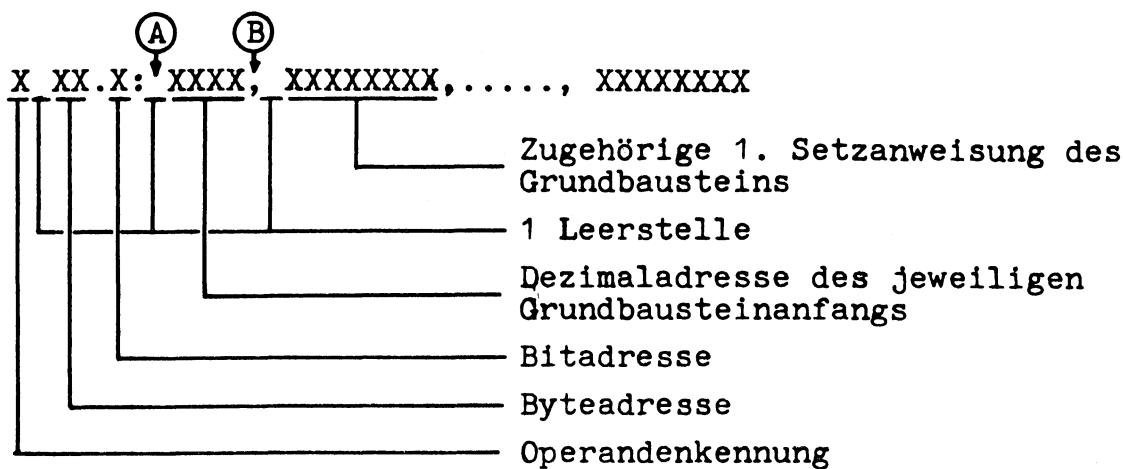 A B
X XX.X: XXXX, XXXXXXXX,....., XXXXXXXX
Zugehörige 1. Setzanweisung des
Grundbausteins
1 Leerstelle
Dezimaladresse des jeweiligen
Grundbausteinanfangs
Bitadresse
Byteadresse
Operandenkennung